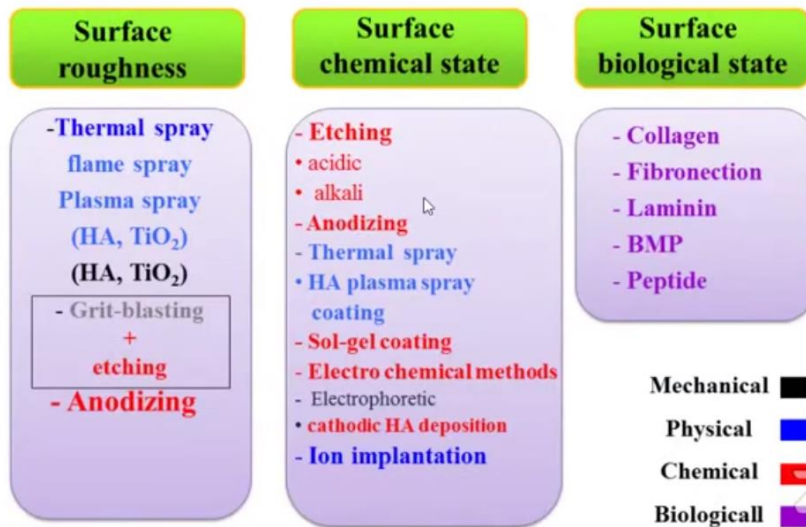 Surface
roughness
-Thermal spray
flame spray
Plasma spray
(HA, TiO₂)
(HA, TiO₂)
- Grit-blasting
+
etching
- Anodizing
Surface
chemical state
- Etching
• acidic
• alkali
- Anodizing
- Thermal spray
• HA plasma spray
coating
- Sol-gel coating
- Electro chemical methods
- Electrophoretic
• cathodic HA deposition
- Ion implantation
Surface
biological state
- Collagen
- Fibronection
- Laminin
- BMP
- Peptide
Mechanical
Physical
Chemical
Biologicall